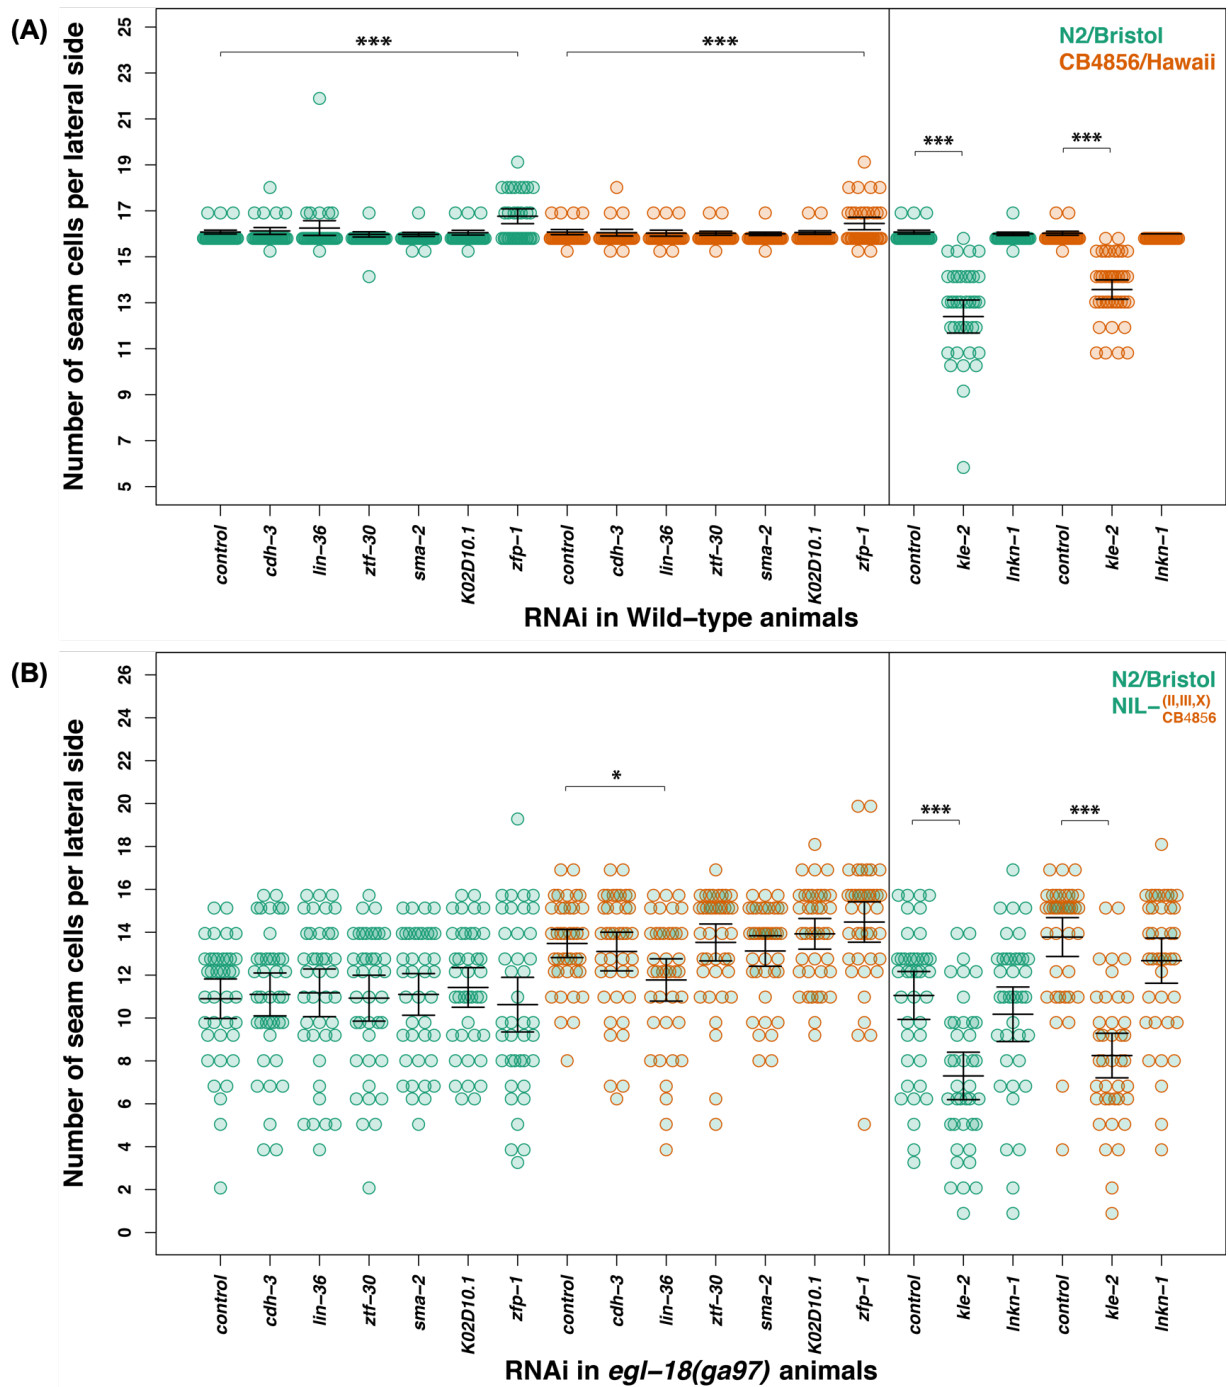 (A)
Number of seam cells per lateral side
25
23
21
19
17
15
13
11
9
7
5
*** *** *** ***
N2/Bristol
CB4856/Hawaii
control cdh-3 lin-36 ztf-30 sma-2 K02D10.1 zfp-1 control cdh-3 lin-36 ztf-30 sma-2 K02D10.1 zfp-1 control kle-2 lnkn-1 control kle-2 lnkn-1
RNAi in Wild-type animals
(B)
Number of seam cells per lateral side
26
24
22
20
18
16
14
12
10
8
6
4
2
0
* *** ***
N2/Bristol
NIL-(II,III,X) CB4856
control cdh-3 lin-36 ztf-30 sma-2 K02D10.1 zfp-1 control cdh-3 lin-36 ztf-30 sma-2 K02D10.1 zfp-1 control kle-2 lnkn-1 control kle-2 lnkn-1
RNAi in egl-18(ga97) animals